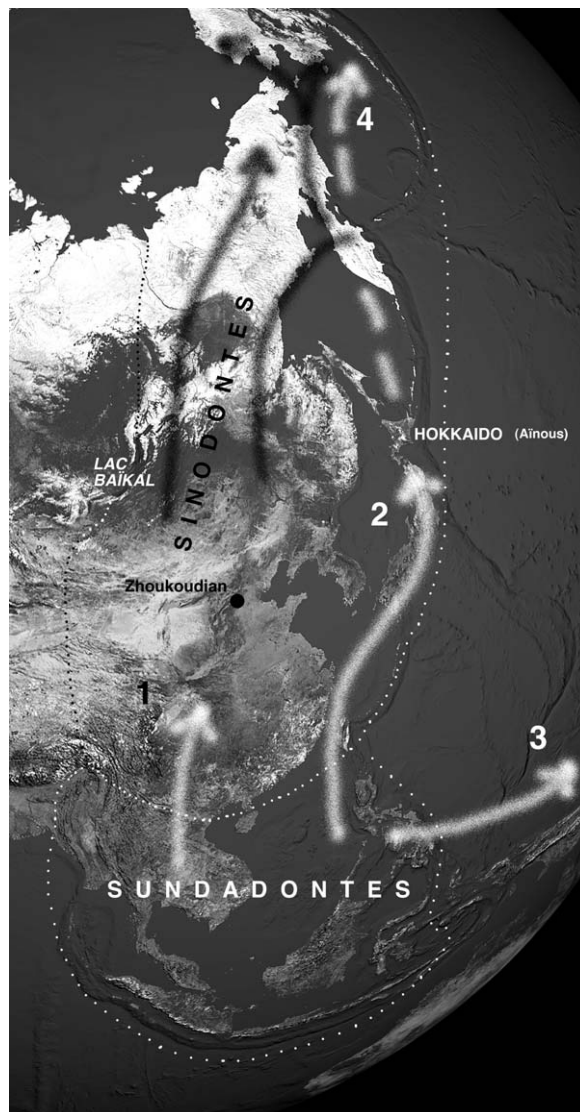 4
SINODONTES
HOKKAIDO (Aïnous)
LAC
BAÏKAL
2
Zhoukoudian
1
3
SUNDADONTES